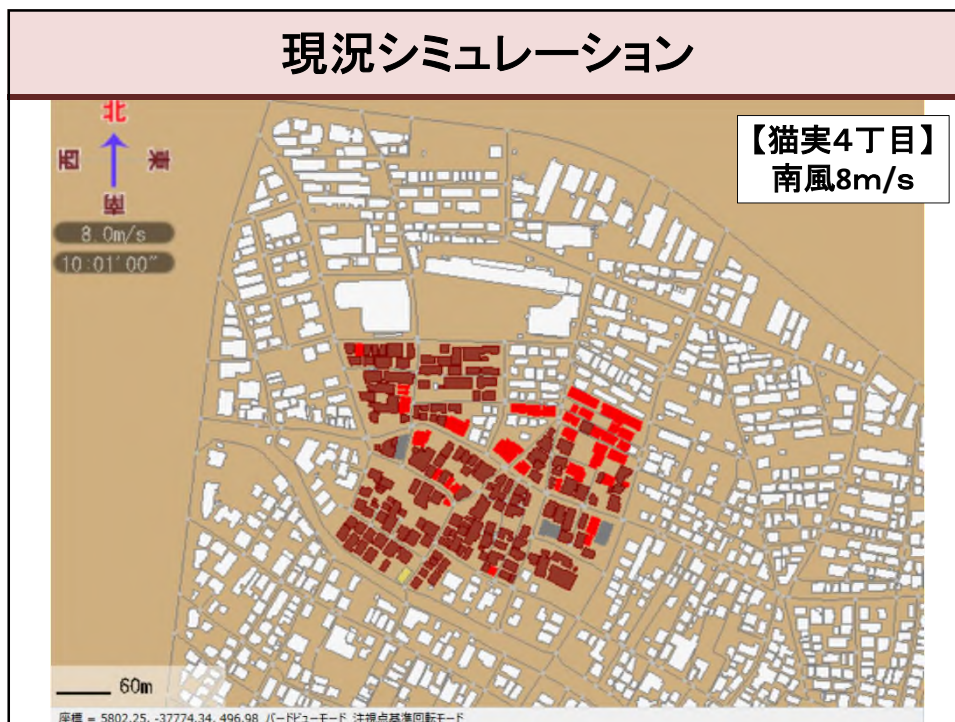 現況シミュレーション
【猫実4丁目】
南風8m/s
北
西 東
南
8.0m/s
10:01'00"
60m
座標 = 5802.25, -37774.34, 496.98 バードビューモード 注視点基準回転モード